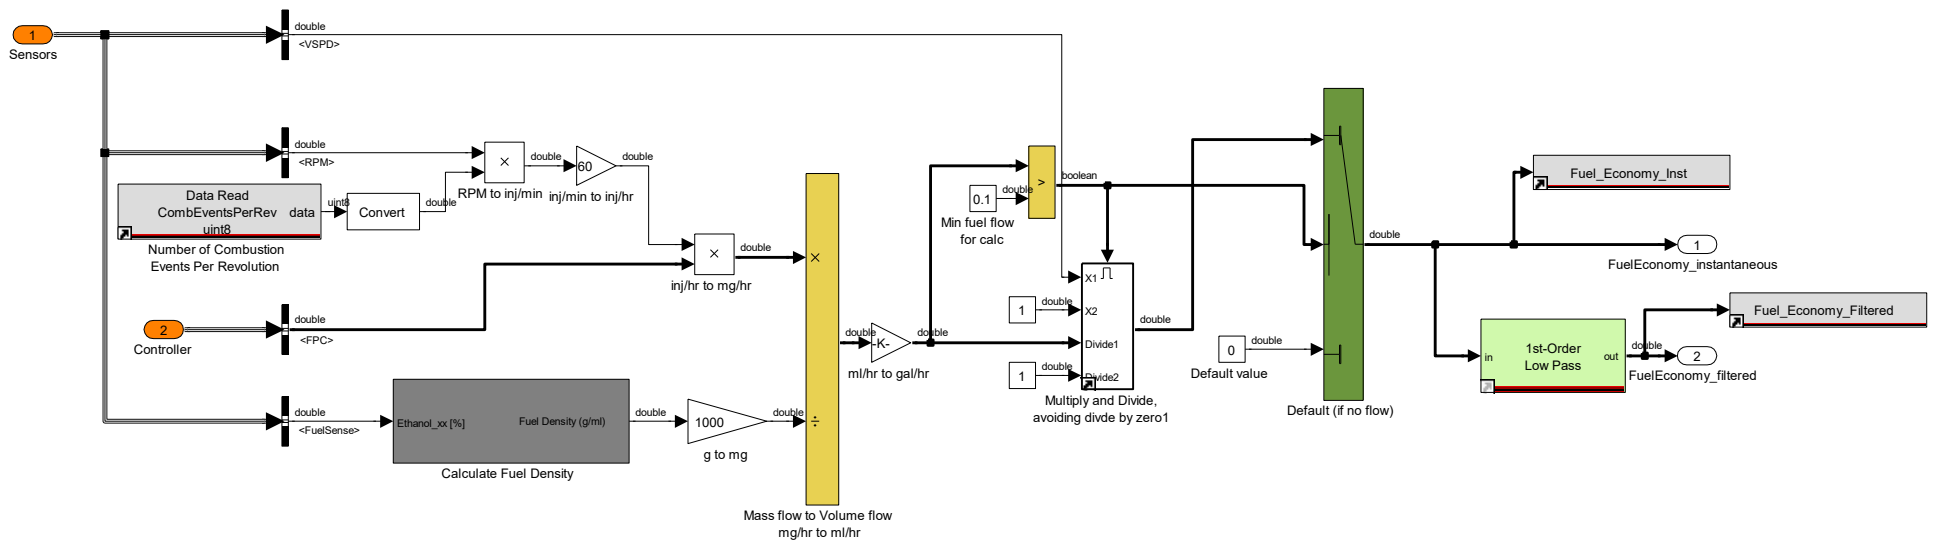 1
Sensors
double
<VSPD>
double
<RPM>
Data Read
CombEventsPerRev
data
uint8
Number of Combustion
Events Per Revolution
uint8
Convert
double
×
RPM to inj/min
double
60
inj/min to inj/hr
double
2
Controller
double
<FPC>
×
inj/hr to mg/hr
double
double
<FuelSense>
Ethanol_xx [%]
Fuel Density (g/ml)
Calculate Fuel Density
double
1000
g to mg
double
×
÷
Mass flow to Volume flow
mg/hr to ml/hr
double
-K-
ml/hr to gal/hr
double
0.1
double
Min fuel flow
for calc
>
boolean
1
double
1
double
X1
X2
Divide1
Divide2
Multiply and Divide,
avoiding divde by zero1
double
0
double
Default value
Default (if no flow)
double
Fuel_Economy_Inst
1
FuelEconomy_instantaneous
in
1st-Order
Low Pass
out
double
Fuel_Economy_Filtered
2
FuelEconomy_filtered